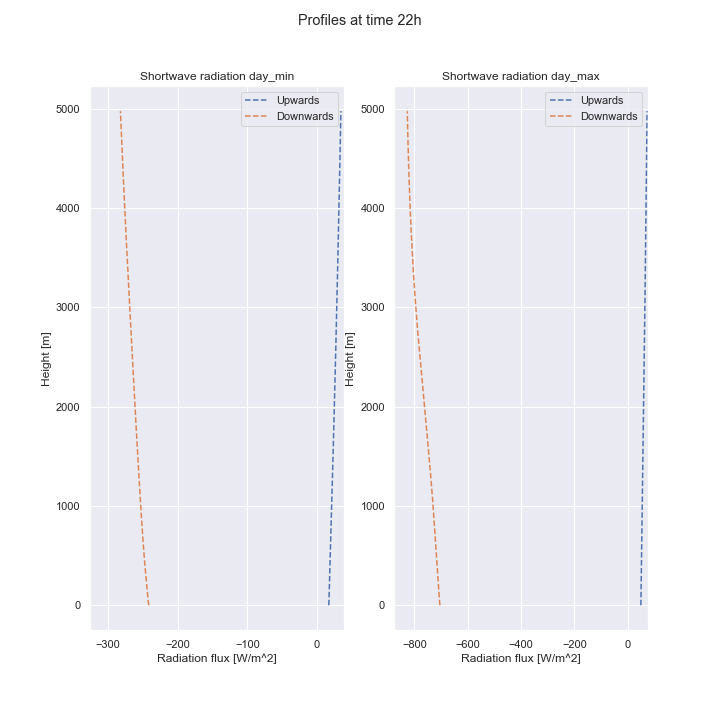 Profiles at time 22h
Shortwave radiation day_min
Upwards
Downwards
5000
4000
3000
2000
1000
0
Height [m]
−300
−200
−100
0
Radiation flux [W/m^2]
Shortwave radiation day_max
Upwards
Downwards
5000
4000
3000
2000
1000
0
Height [m]
−800
−600
−400
−200
0
Radiation flux [W/m^2]